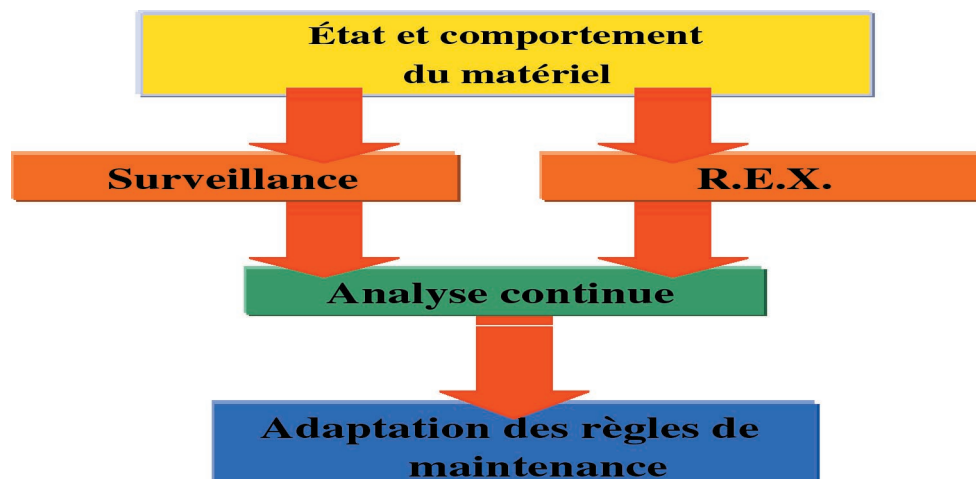 État et comportement
du matériel
Surveillance
R.E.X.
Analyse continue
Adaptation des règles de
maintenance